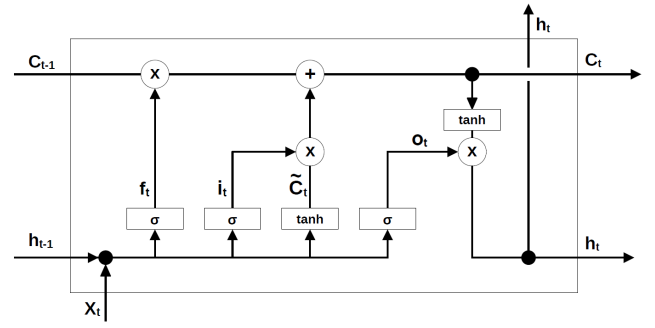 hₜ
Cₜ₋₁ x + Cₜ
tanh
x oₜ x
fₜ iₜ C̃ₜ
σ σ tanh σ
hₜ₋₁ hₜ
Xₜ